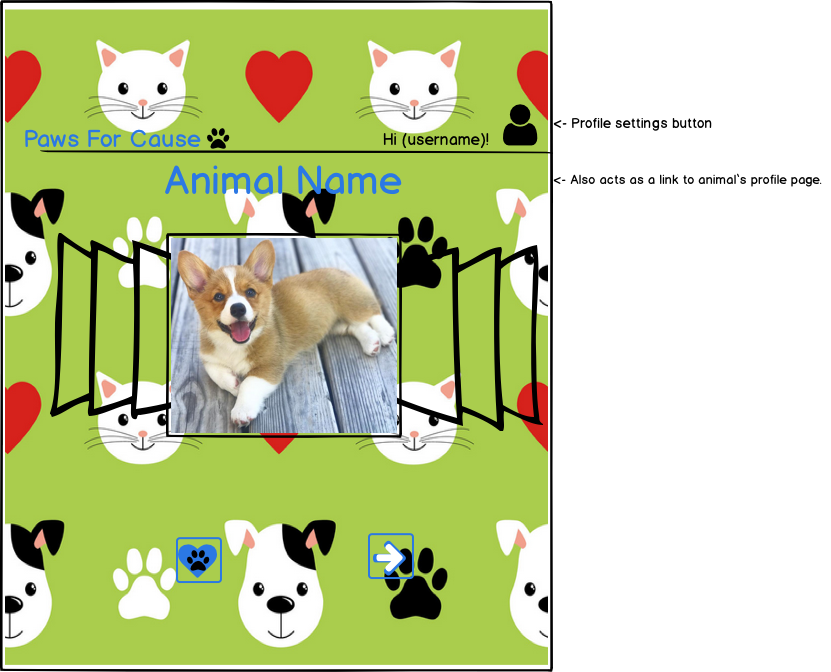 <- Profile settings button
Paws For Cause
Hi (username)!
Animal Name
<- Also acts as a link to animal`s profile page.